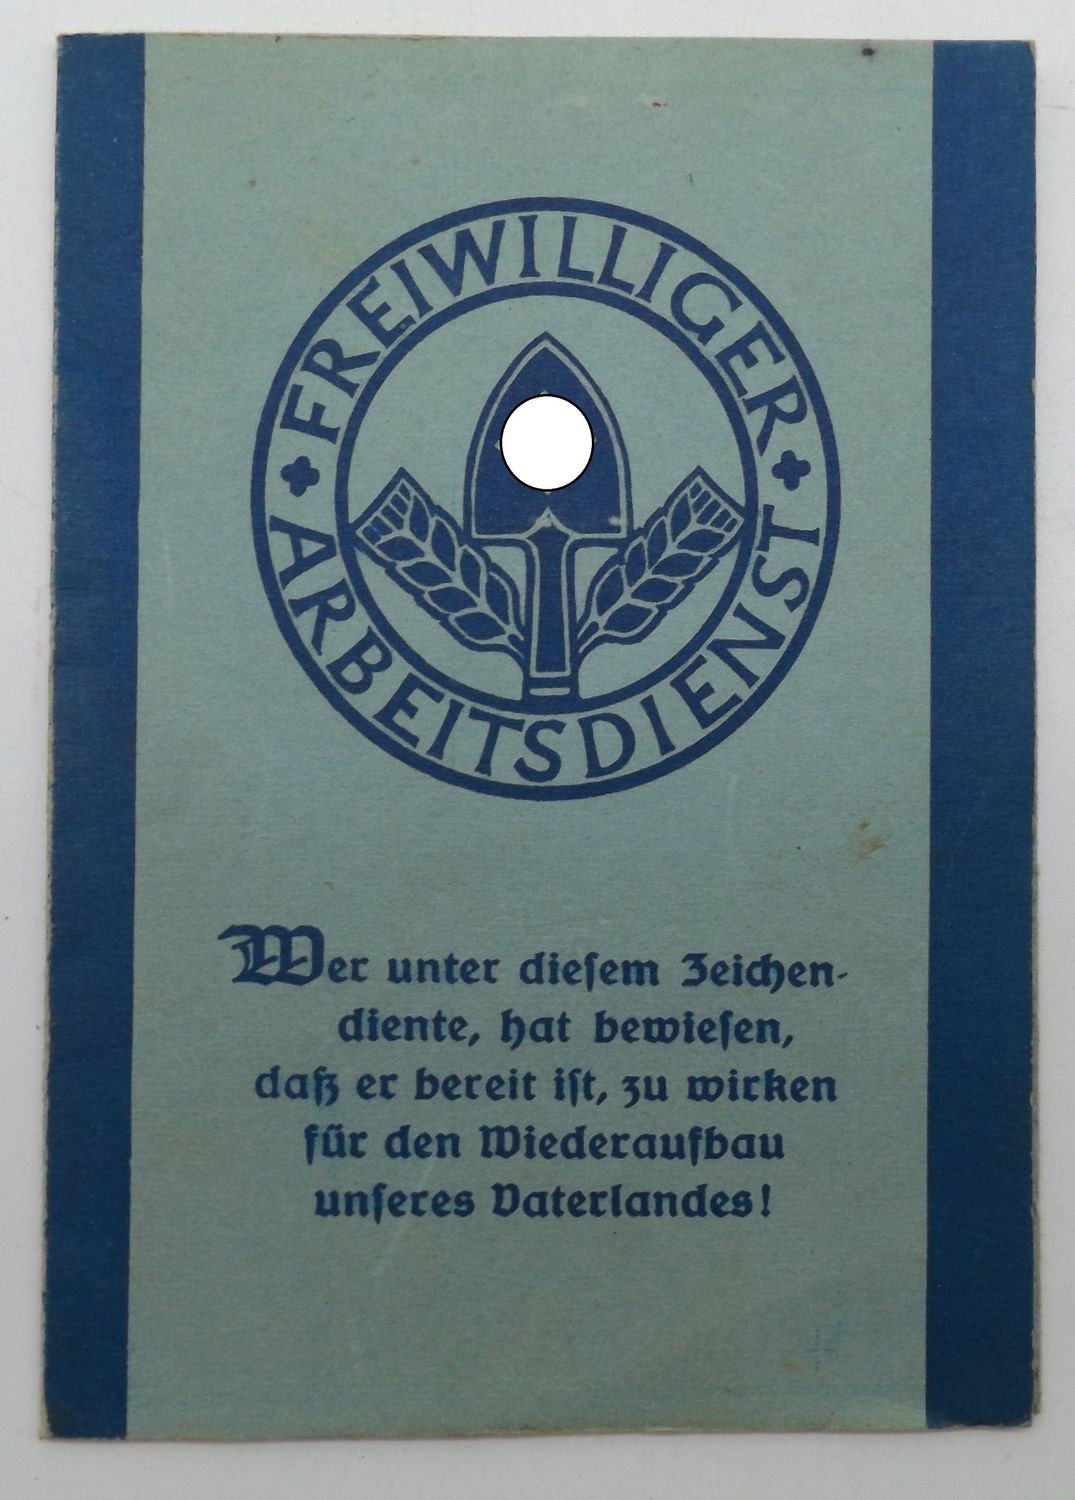 FREIWILLIGER
ARBEITSDIENST
Wer unter dieſem Zeichen-
diente, hat bewieſen,
daß er bereit iſt, zu wirken
für den Wiederaufbau
unſeres Vaterlandes!